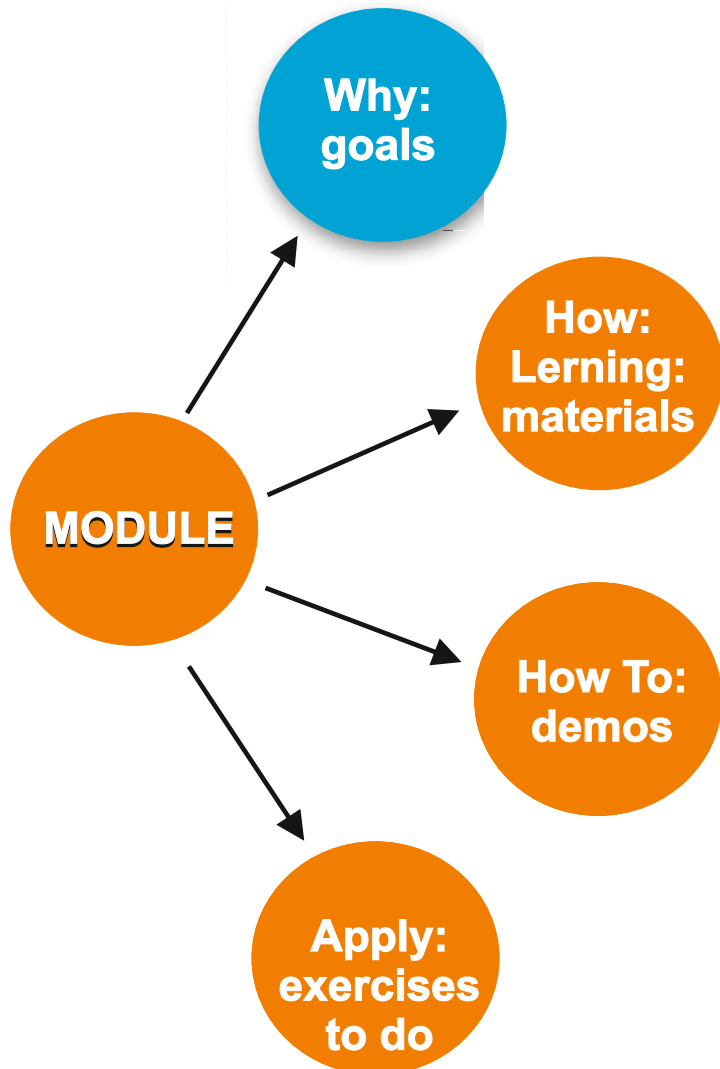 Why:
goals
How:
Lerning:
materials
MODULE
How To:
demos
Apply:
exercises
to do